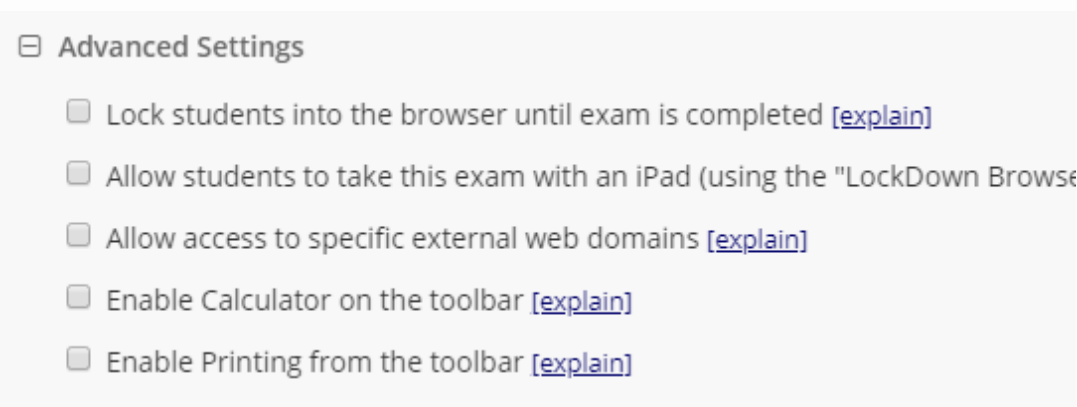 Advanced Settings
Lock students into the browser until exam is completed [explain]
Allow students to take this exam with an iPad (using the "LockDown Browse
Allow access to specific external web domains [explain]
Enable Calculator on the toolbar [explain]
Enable Printing from the toolbar [explain]